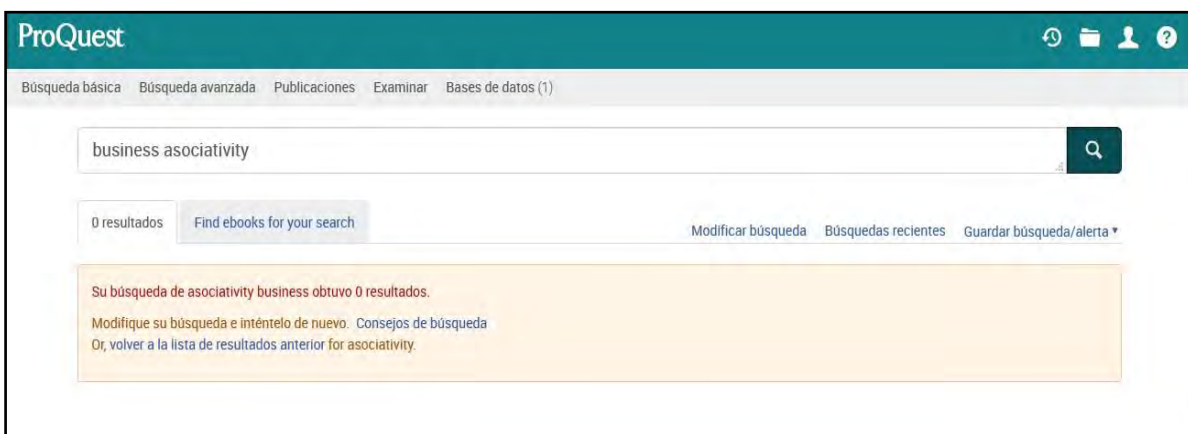 ProQuest
Búsqueda básica Búsqueda avanzada Publicaciones Examinar Bases de datos (1)
business asociativity
0 resultados Find ebooks for your search Modificar búsqueda Búsquedas recientes Guardar búsqueda/alerta
Su búsqueda de asociativity business obtuvo 0 resultados.
Modifique su búsqueda e inténtelo de nuevo. Consejos de búsqueda
Or, volver a la lista de resultados anterior for asociativity.